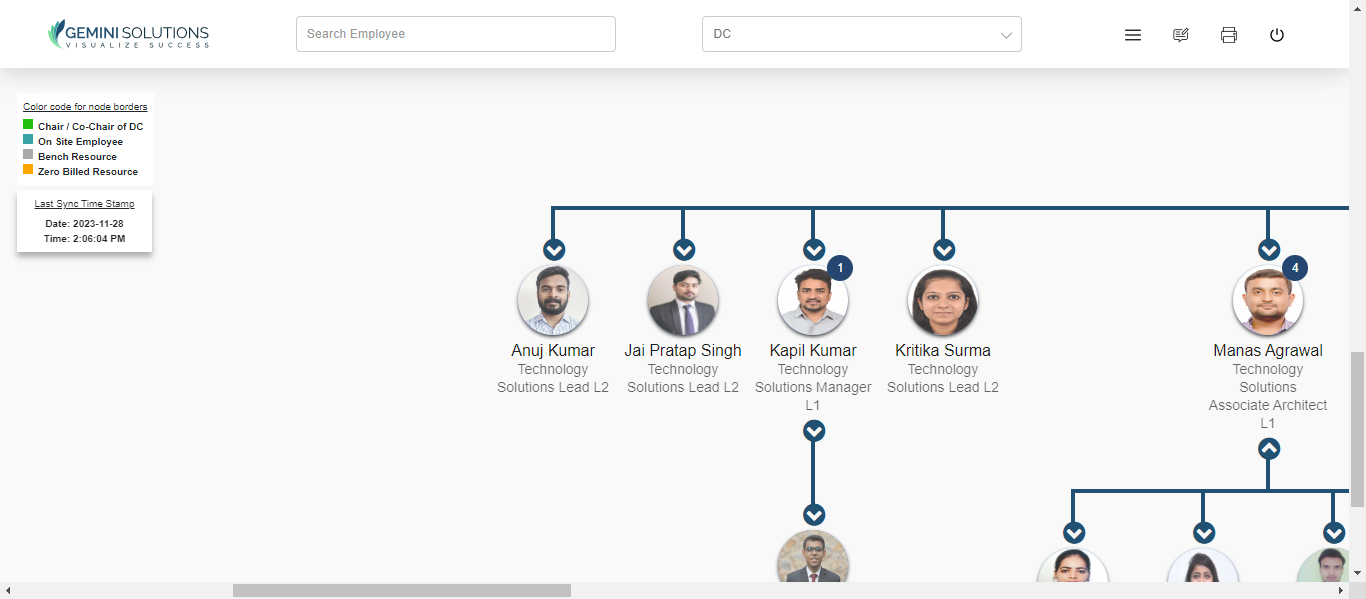 GEMINI SOLUTIONS
VISUALIZE SUCCESS
Search Employee
DC
Color code for node borders
Chair / Co-Chair of DC
On Site Employee
Bench Resource
Zero Billed Resource
Last Sync Time Stamp
Date: 2023-11-28
Time: 2:06:04 PM
1
4
Anuj Kumar
Technology
Solutions Lead L2
Jai Pratap Singh
Technology
Solutions Lead L2
Kapil Kumar
Technology
Solutions Manager
L1
Kritika Surma
Technology
Solutions Lead L2
Manas Agrawal
Technology
Solutions
Associate Architect
L1